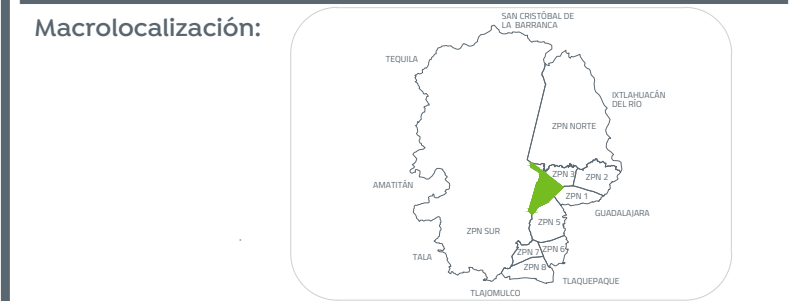 Macrolocalización:
SAN CRISTÓBAL DE
LA BARRANCA
TEQUILA
IXTLAHUACÁN
DEL RÍO
ZPN NORTE
ZPN 3
ZPN 2
AMATITÁN
ZPN 1
GUADALAJARA
ZPN 5
ZPN SUR
ZPN 7
ZPN 6
TALA
ZPN 8
TLAQUEPAQUE
TLAJOMULCO